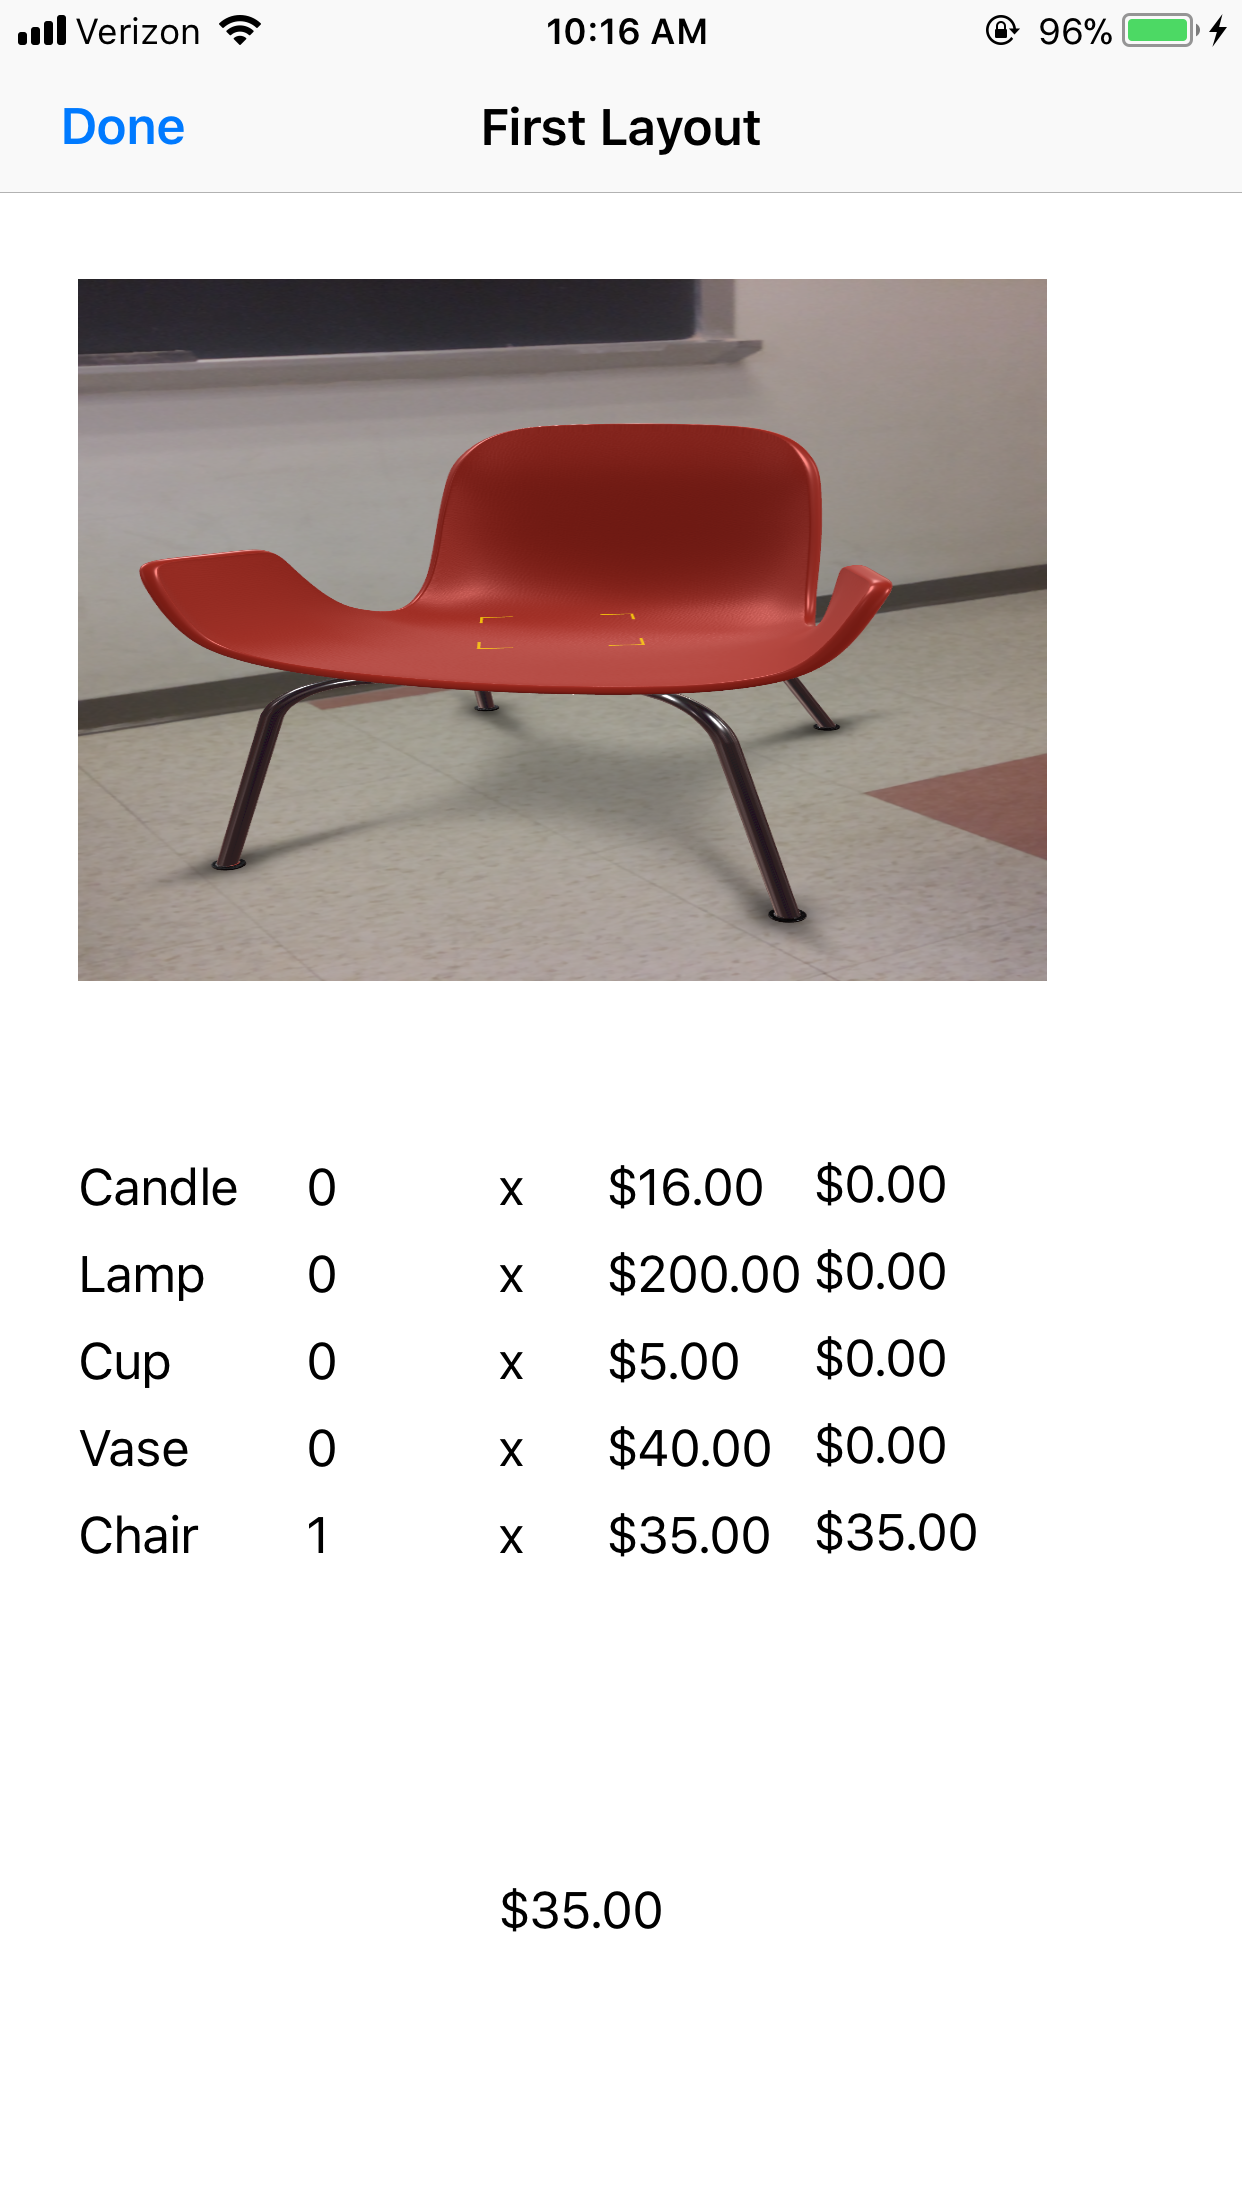 Verizon 10:16 AM 96%
Done First Layout
Candle 0 x $16.00 $0.00
Lamp 0 x $200.00 $0.00
Cup 0 x $5.00 $0.00
Vase 0 x $40.00 $0.00
Chair 1 x $35.00 $35.00
$35.00